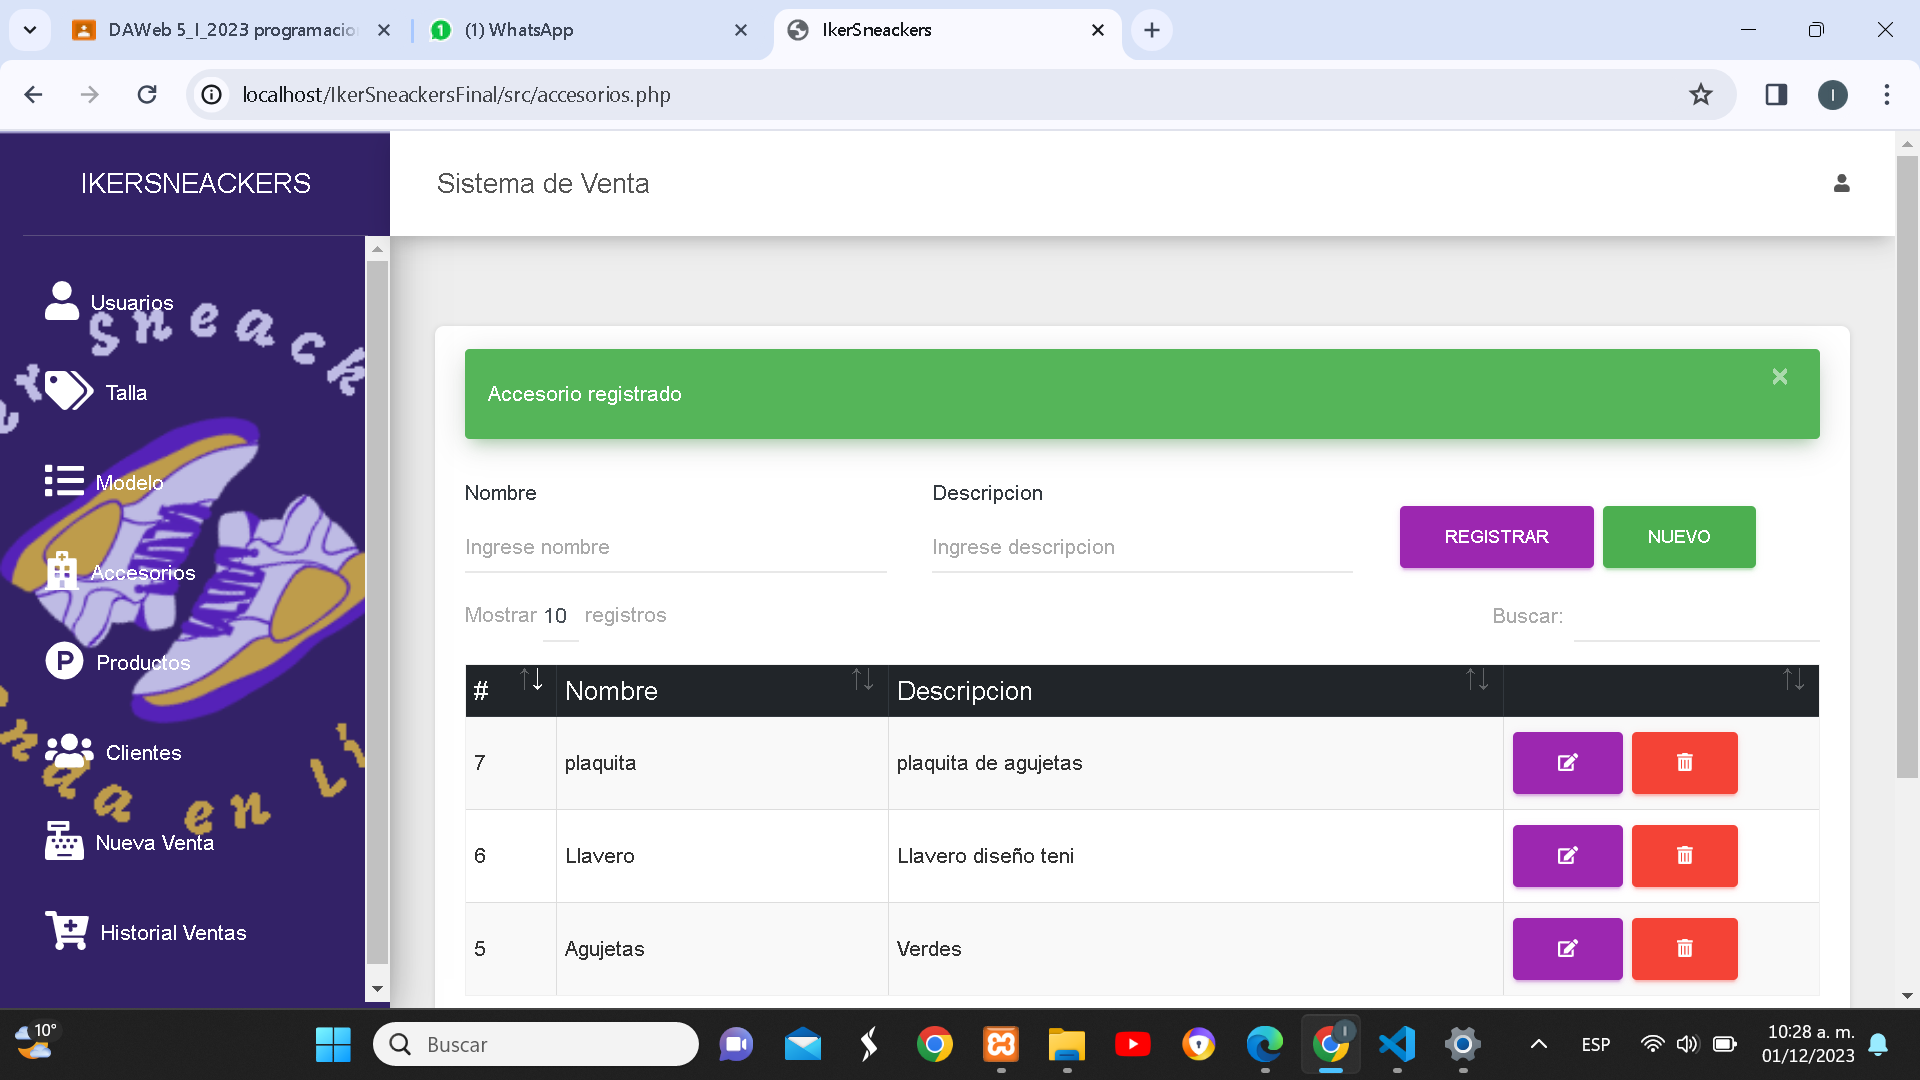 DAWeb 5_I_2023 programacio
(1) WhatsApp
IkerSneackers
localhost/IkerSneackersFinal/src/accesorios.php
IKERSNEACKERS
Sistema de Venta
Usuarios
Talla
Modelo
Accesorios
Productos
Clientes
Nueva Venta
Historial Ventas
Accesorio registrado
×
Nombre
Descripcion
Ingrese nombre
Ingrese descripcion
REGISTRAR
NUEVO
Mostrar 10 registros
Buscar:
# Nombre Descripcion
7 plaquita plaquita de agujetas
6 Llavero Llavero diseño teni
5 Agujetas Verdes
10°
Buscar
ESP
10:28 a. m.
01/12/2023